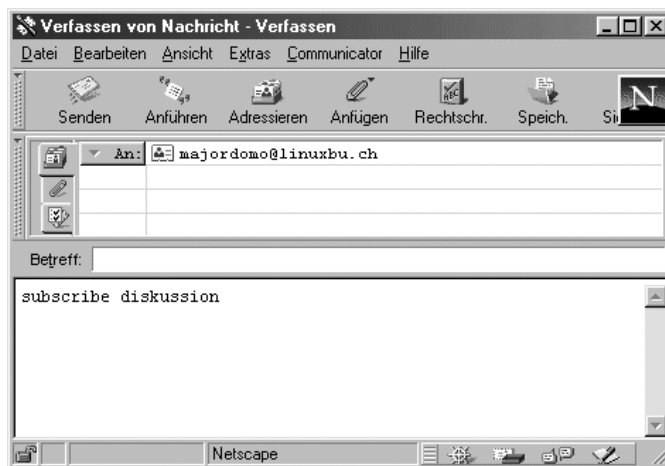 Verfassen von Nachricht - Verfassen
Datei Bearbeiten Ansicht Extras Communicator Hilfe
Senden Anführen Adressieren Anfügen Rechtschr. Speich. N
An: majordomo@linuxbu.ch
Betreff:
subscribe diskussion
Netscape